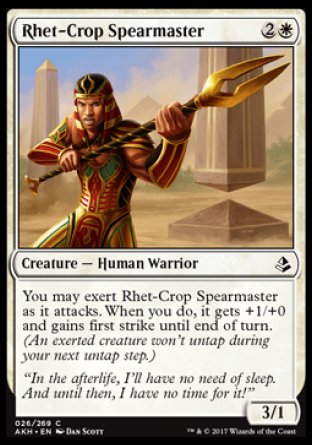 Rhet-Crop Spearmaster 2
Creature — Human Warrior
You may exert Rhet-Crop Spearmaster
as it attacks. When you do, it gets +1/+0
and gains first strike until end of turn.
(An exerted creature won't untap during
your next untap step.)
"In the afterlife, I'll have no need of sleep.
And until then, I have no time for it!"
3/1
026/269 C
AKH • EN DAN SCOTT
™ & © 2017 Wizards of the Coast